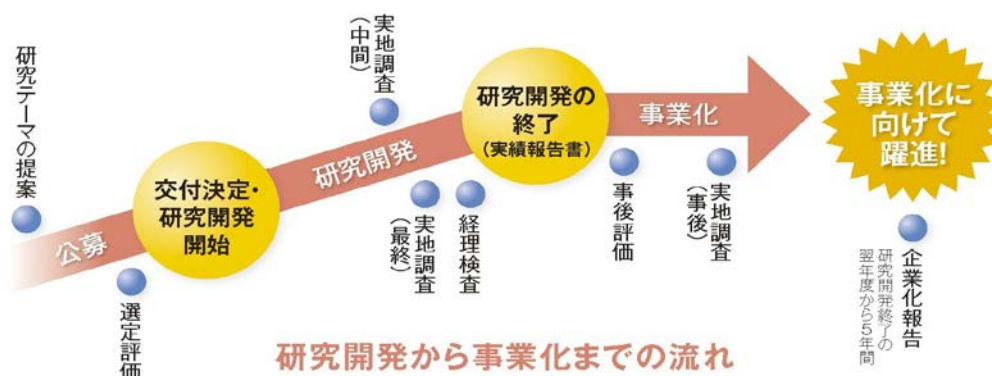 研究テーマの提案
公募
選定評価
交付決定・
研究開発
開始
研究開発
実地調査
(中間)
実地調査
(最終)
経理検査
研究開発の
終了
(実績報告書)
事業化
事後評価
実地調査
(事後)
事業化に
向けて
躍進!
企業化報告
研究開発終了の
翌年度から5年間
研究開発から事業化までの流れ